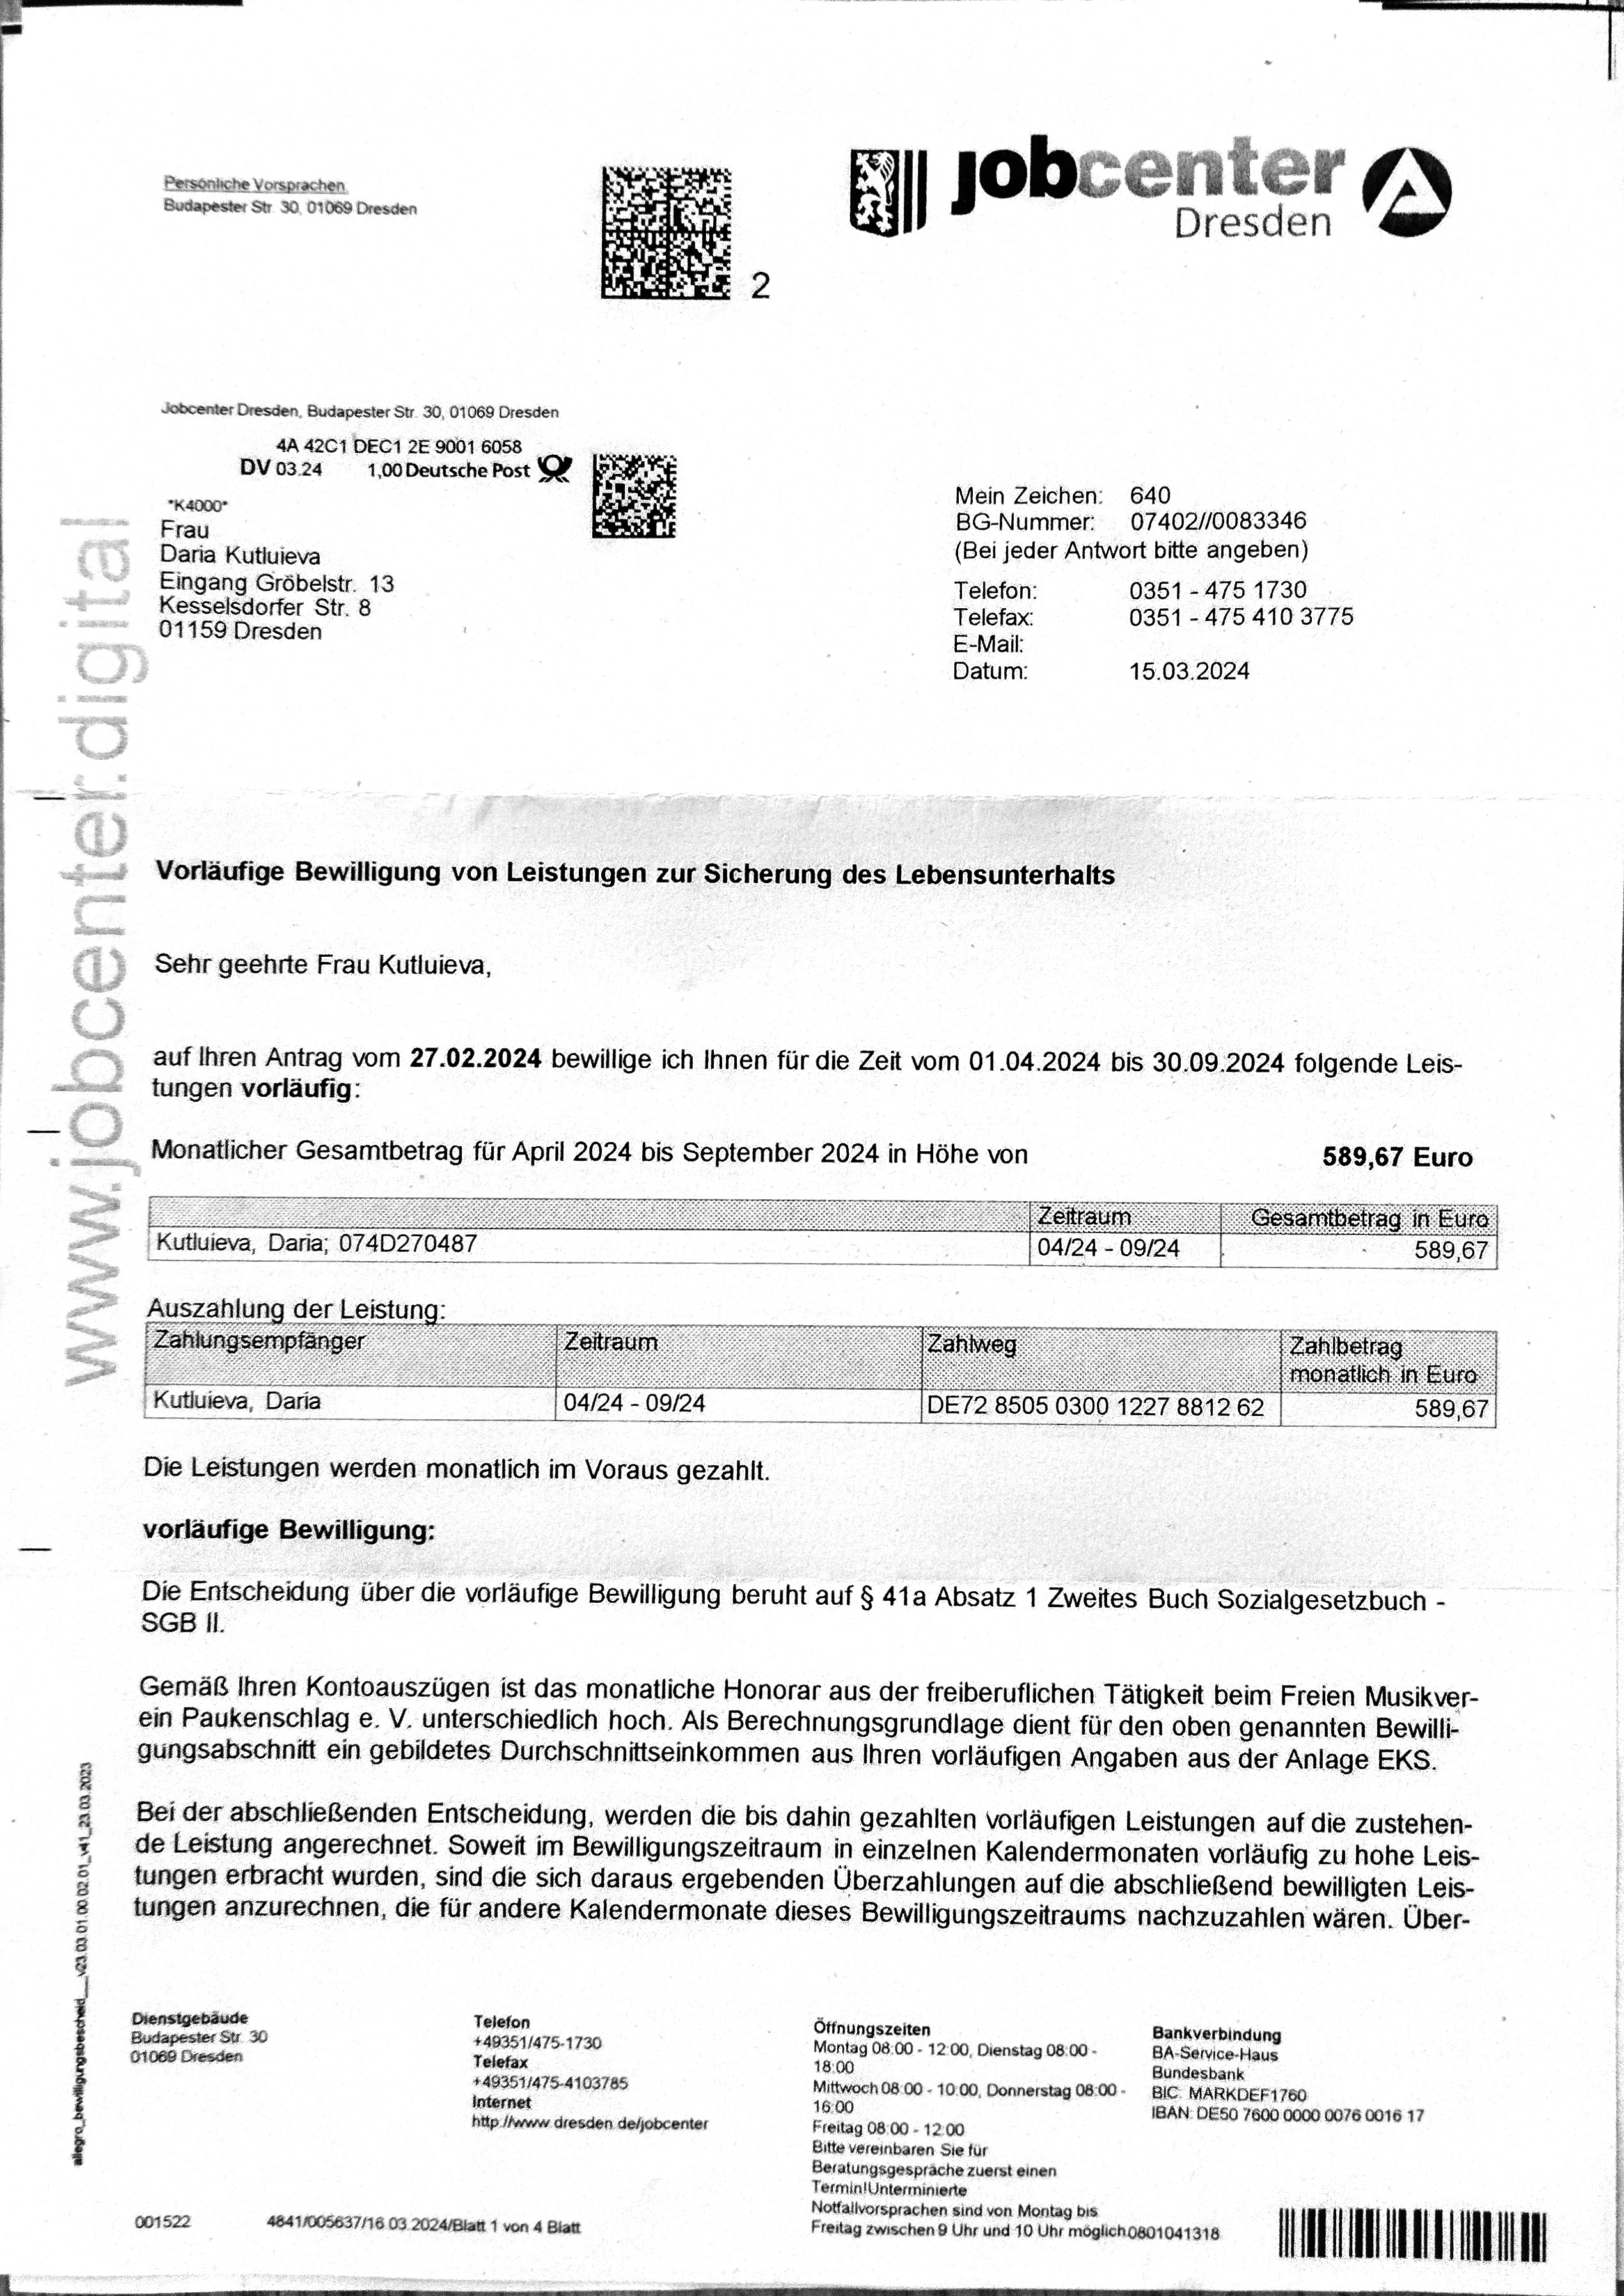 Persönliche Vorsprachen
Budapester Str. 30, 01069 Dresden
2
jobcenter
Dresden
Jobcenter Dresden, Budapester Str. 30, 01069 Dresden
4A 42C1 DEC1 2E 9001 6058
DV 03.24 1,00 Deutsche Post
*K4000*
Frau
Daria Kutluieva
Eingang Gröbelstr. 13
Kesselsdorfer Str. 8
01159 Dresden
Mein Zeichen: 640
BG-Nummer: 07402//0083346
(Bei jeder Antwort bitte angeben)
Telefon: 0351 - 475 1730
Telefax: 0351 - 475 410 3775
E-Mail:
Datum: 15.03.2024
www.jobcenter.digital
Vorläufige Bewilligung von Leistungen zur Sicherung des Lebensunterhalts
Sehr geehrte Frau Kutluieva,
auf Ihren Antrag vom 27.02.2024 bewillige ich Ihnen für die Zeit vom 01.04.2024 bis 30.09.2024 folgende Leis-
tungen vorläufig:
Monatlicher Gesamtbetrag für April 2024 bis September 2024 in Höhe von 589,67 Euro
Zeitraum Gesamtbetrag in Euro
Kutluieva, Daria; 074D270487 04/24 - 09/24 589,67
Auszahlung der Leistung:
Zahlungsempfänger Zeitraum Zahlweg Zahlbetrag
monatlich in Euro
Kutluieva, Daria 04/24 - 09/24 DE72 8505 0300 1227 8812 62 589,67
Die Leistungen werden monatlich im Voraus gezahlt.
vorläufige Bewilligung:
Die Entscheidung über die vorläufige Bewilligung beruht auf § 41a Absatz 1 Zweites Buch Sozialgesetzbuch -
SGB II.
Gemäß Ihren Kontoauszügen ist das monatliche Honorar aus der freiberuflichen Tätigkeit beim Freien Musikver-
ein Paukenschlag e. V. unterschiedlich hoch. Als Berechnungsgrundlage dient für den oben genannten Bewilli-
gungsabschnitt ein gebildetes Durchschnittseinkommen aus Ihren vorläufigen Angaben aus der Anlage EKS.
Bei der abschließenden Entscheidung, werden die bis dahin gezahlten vorläufigen Leistungen auf die zustehen-
de Leistung angerechnet. Soweit im Bewilligungszeitraum in einzelnen Kalendermonaten vorläufig zu hohe Leis-
tungen erbracht wurden, sind die sich daraus ergebenden Überzahlungen auf die abschließend bewilligten Leis-
tungen anzurechnen, die für andere Kalendermonate dieses Bewilligungszeitraums nachzuzahlen wären. Über-
allegro_bewilligungsbescheid__v23.03.01.00.02.01_v41_23.03.2023
Dienstgebäude
Budapester Str. 30
01069 Dresden
Telefon
+49351/475-1730
Telefax
+49351/475-4103785
Internet
http://www.dresden.de/jobcenter
Öffnungszeiten
Montag 08:00 - 12:00, Dienstag 08:00 -
18:00
Mittwoch 08:00 - 10:00, Donnerstag 08:00 -
16:00
Freitag 08:00 - 12:00
Bitte vereinbaren Sie für
Beratungsgespräche zuerst einen
Termin!Unterminierte
Notfallvorsprachen sind von Montag bis
Freitag zwischen 9 Uhr und 10 Uhr möglich0801041318
Bankverbindung
BA-Service-Haus
Bundesbank
BIC: MARKDEF1760
IBAN: DE50 7600 0000 0076 0016 17
001522 4841/005637/16.03.2024/Blatt 1 von 4 Blatt